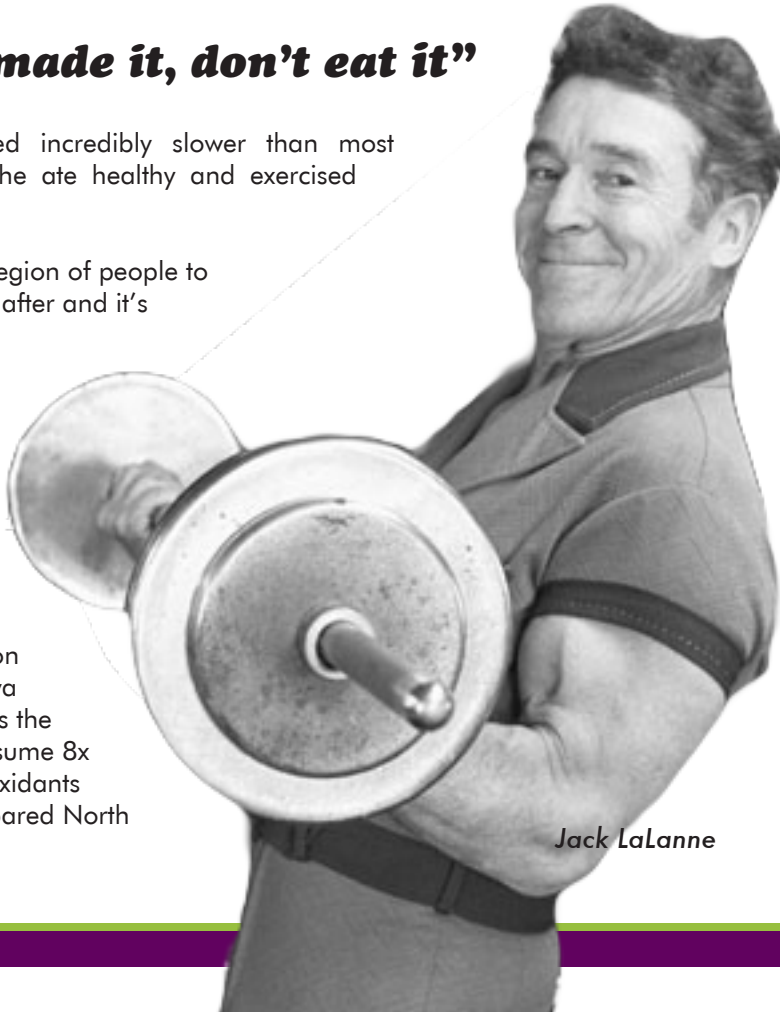 made it, don't eat it”
ed incredibly slower than most
he ate healthy and exercised
egion of people to
after and it's
on
va
s the
sume 8x
xidants
ared North
Jack LaLanne